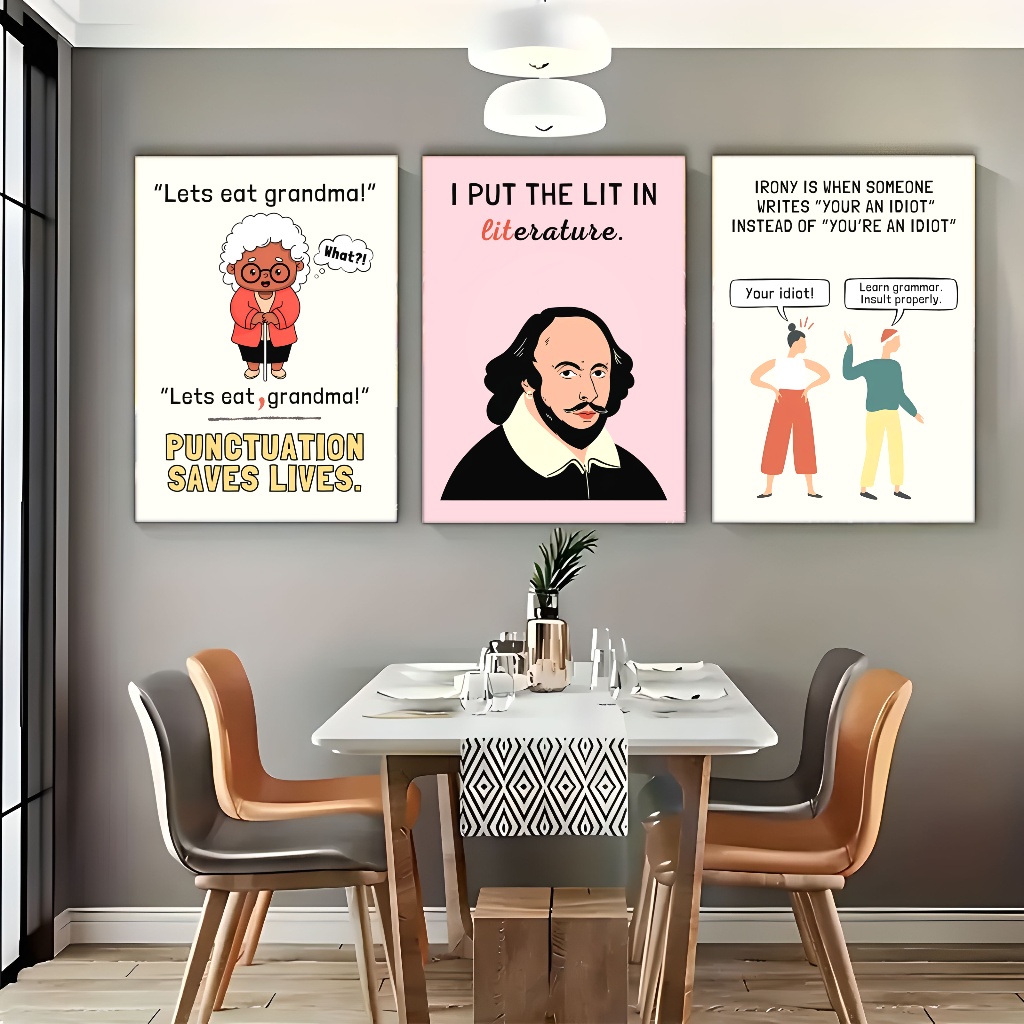 “Lets eat grandma!”
What?!
“Lets eat, grandma!”
PUNCTUATION
SAVES LIVES.
I PUT THE LIT IN
literature.
IRONY IS WHEN SOMEONE
WRITES “YOUR AN IDIOT”
INSTEAD OF “YOU’RE AN IDIOT”
Your idiot!
Learn grammar.
Insult properly.